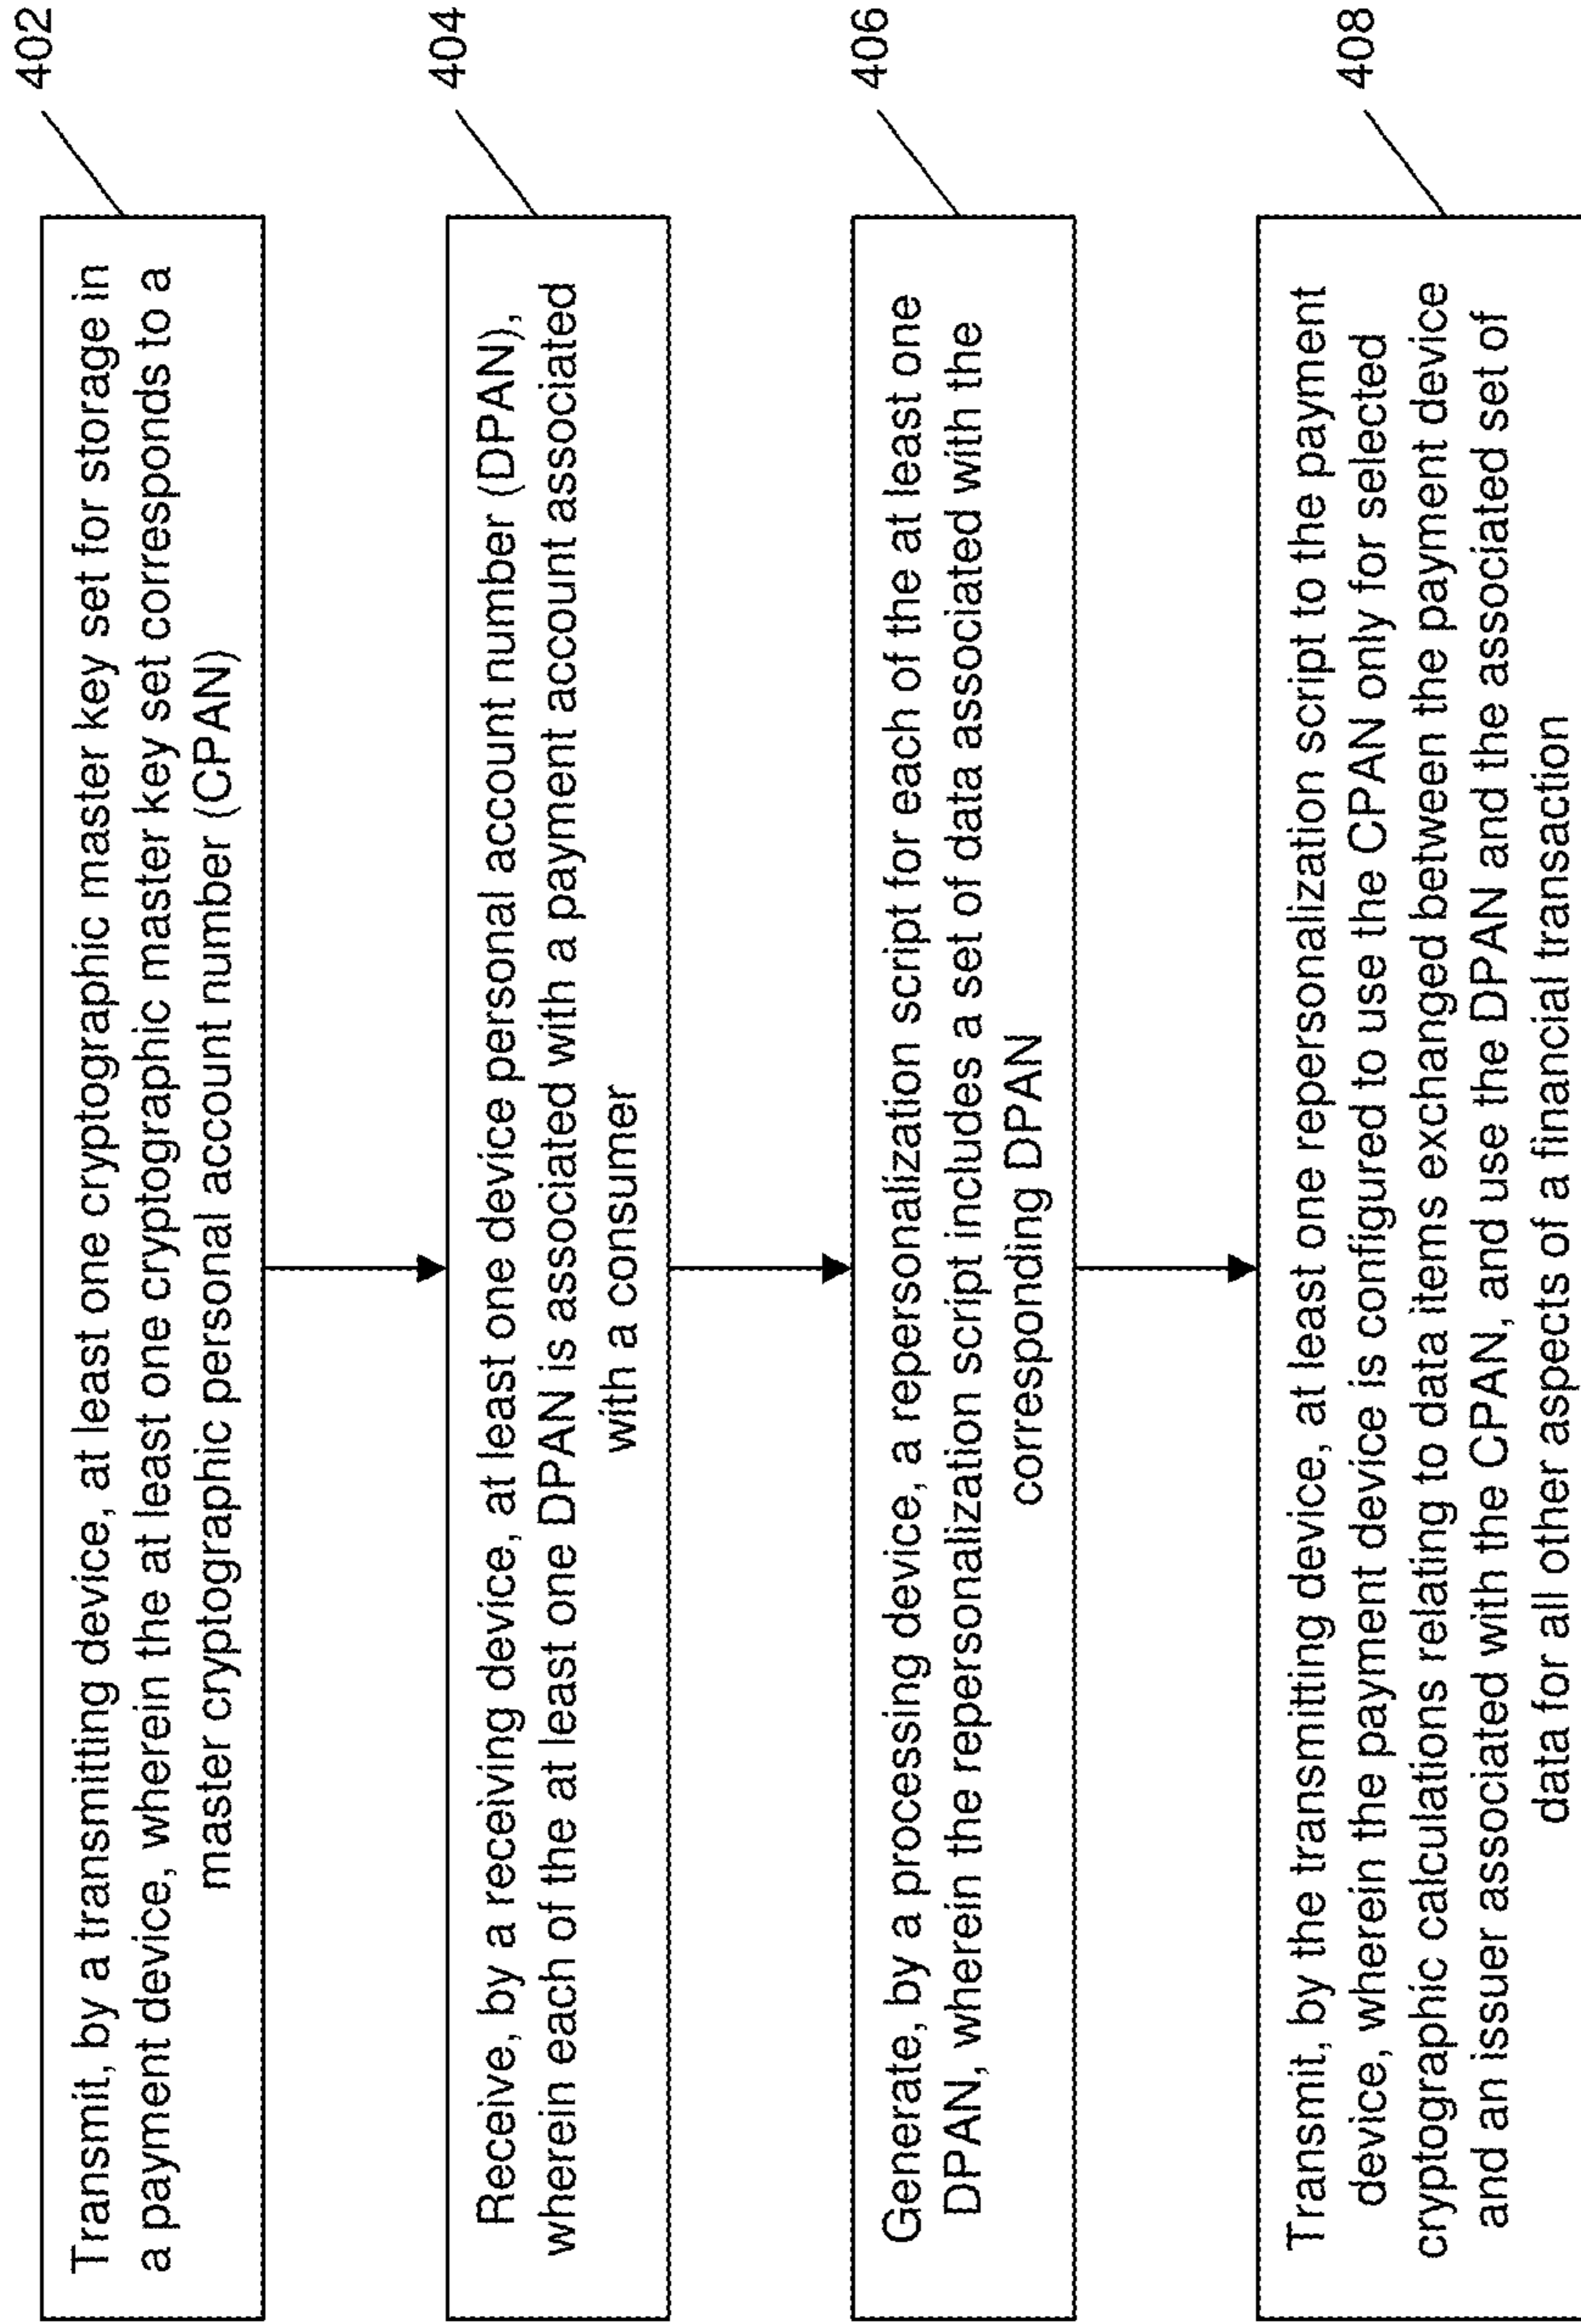 402
Transmit, by a transmitting device, at least one cryptographic master key set for storage in
a payment device, wherein the at least one cryptographic master key set corresponds to a
master cryptographic personal account number (CPAN)
404
Receive, by a receiving device, at least one device personal account number (DPAN),
wherein each of the at least one DPAN is associated with a payment account associated
with a consumer
406
Generate, by a processing device, a repersonalization script for each of the at least one
DPAN, wherein the repersonalization script includes a set of data associated with the
corresponding DPAN
408
Transmit, by the transmitting device, at least one repersonalization script to the payment
device, wherein the payment device is configured to use the CPAN only for selected
cryptographic calculations relating to data items exchanged between the payment device
and an issuer associated with the CPAN, and use the DPAN and the associated set of
data for all other aspects of a financial transaction